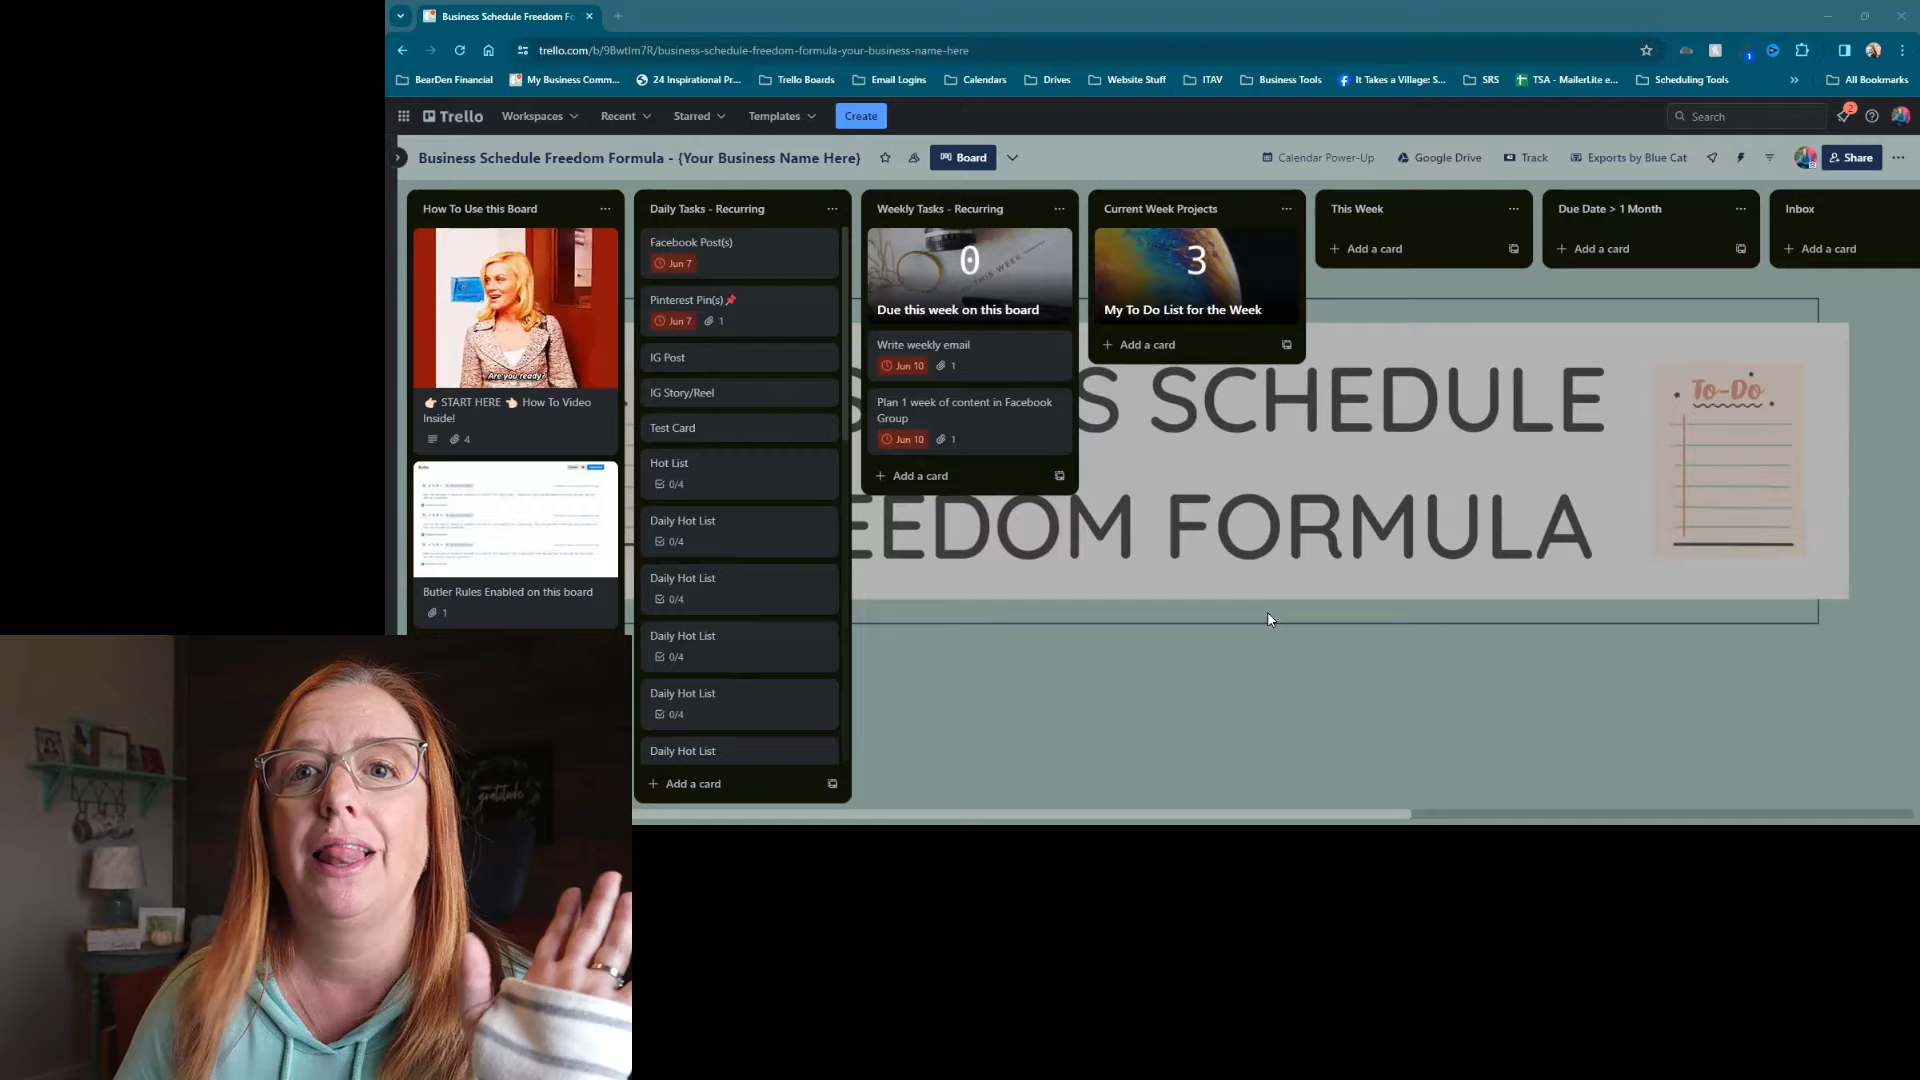 Business Schedule Freedom Fo
trello.com/b/9Bwtlm7R/business-schedule-freedom-formula-your-business-name-here
1
BearDen Financial
My Business Comm...
24 Inspirational Pr...
Trello Boards
Email Logins
Calendars
Drives
Website Stuff
ITAV
Business Tools
It Takes a Village: S...
SRS
TSA - MailerLite e...
Scheduling Tools
All Bookmarks
Trello
Workspaces
Recent
Starred
Templates
Create
Search
2
Business Schedule Freedom Formula - {Your Business Name Here}
Board
Calendar Power-Up
Google Drive
Track
Exports by Blue Cat
Share
How To Use this Board
Are you ready?
👉🏻 START HERE 👈🏻 How To Video
Inside!
4
Rules
Butler Rules Enabled on this board
1
Daily Tasks - Recurring
Facebook Post(s)
Jun 7
Pinterest Pin(s)📌
Jun 7
1
IG Post
IG Story/Reel
Test Card
Hot List
0/4
Daily Hot List
0/4
Daily Hot List
0/4
Daily Hot List
0/4
Daily Hot List
0/4
Daily Hot List
+ Add a card
Weekly Tasks - Recurring
THIS WEEK
0
Due this week on this board
Write weekly email
Jun 10
1
Plan 1 week of content in Facebook
Group
Jun 10
1
+ Add a card
Current Week Projects
3
My To Do List for the Week
+ Add a card
This Week
+ Add a card
Due Date > 1 Month
+ Add a card
Inbox
+ Add a card
S SCHEDULE
EEDOM FORMULA
To-Do
gratitude